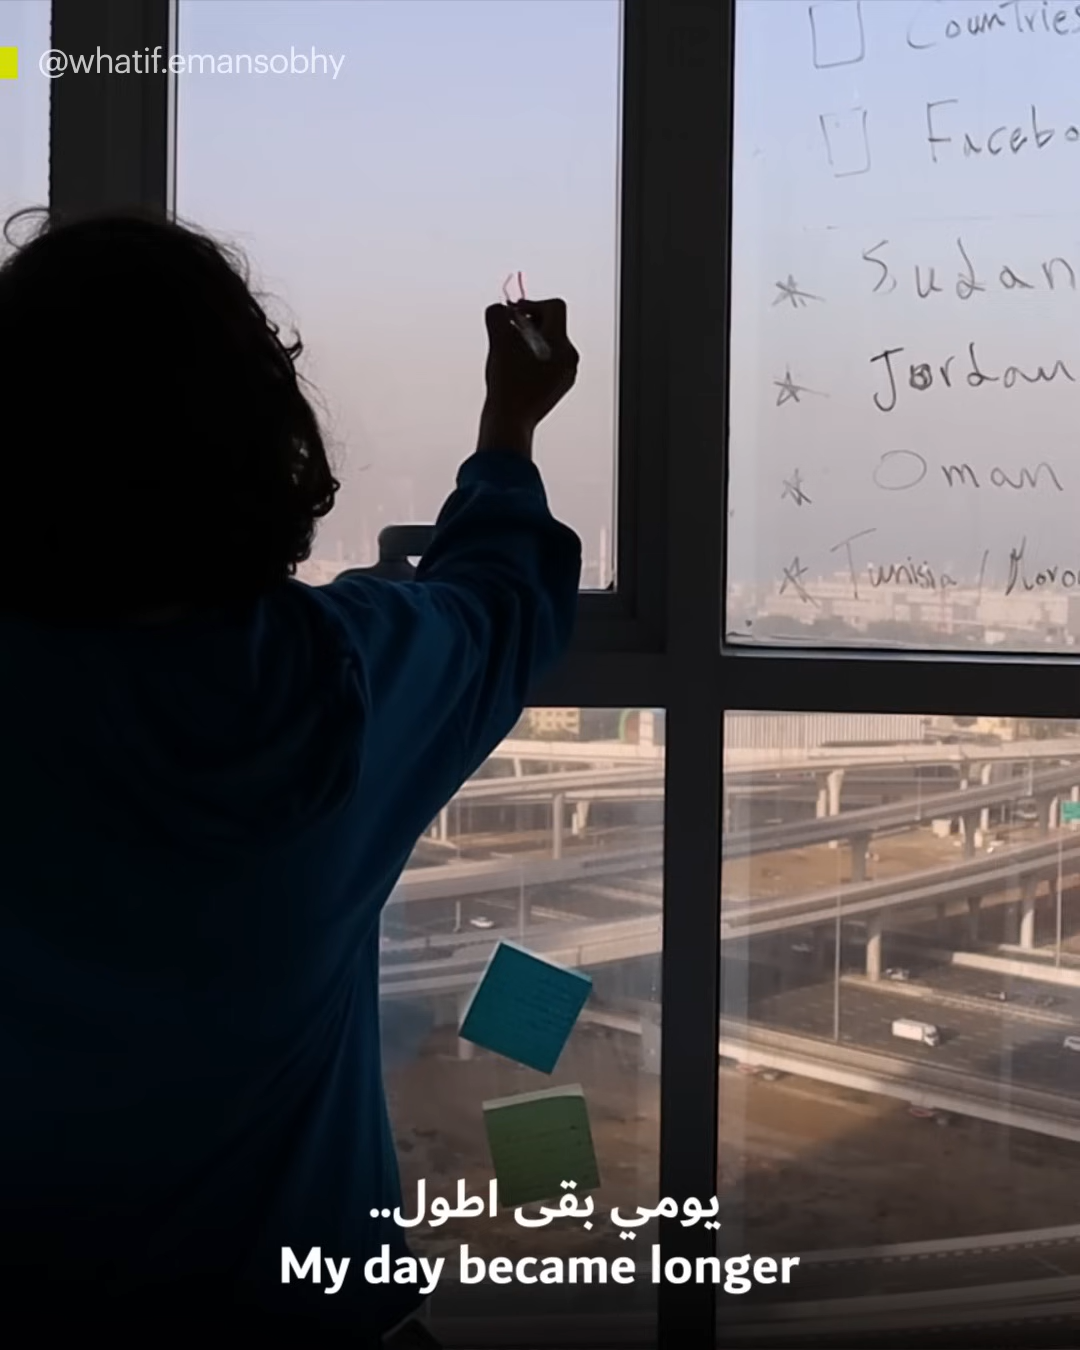 @whatif.emansobhy
Countries
Facebo
Sudan
Jordan
Oman
Tunisia / Moro
يومي بقى اطول..
My day became longer